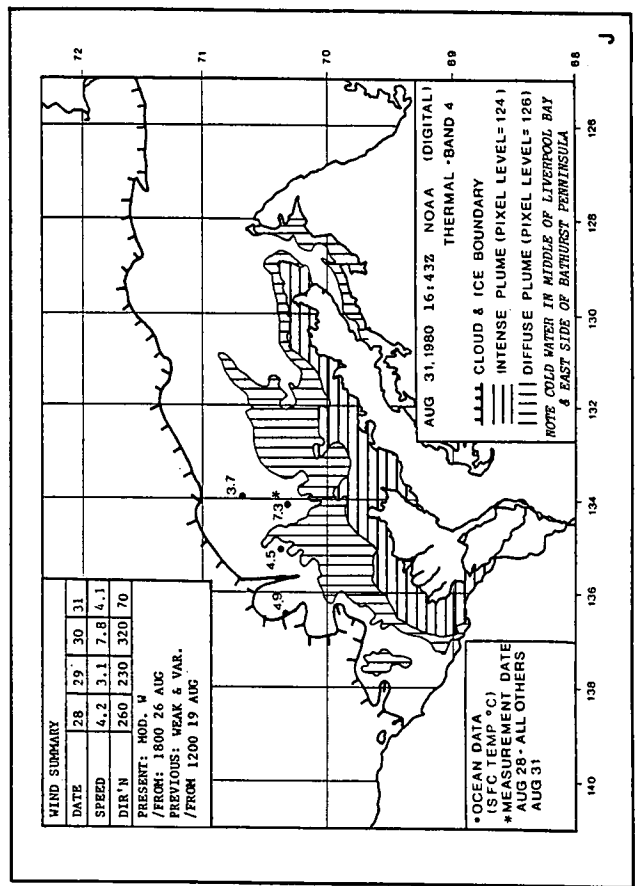 WIND SUMMARY
DATE 28 29 30 31
SPEED 4.2 3.1 7.8 4.1
DIR'N 260 230 320 70
PRESENT: MOD. W
/FROM: 1800 26 AUG
PREVIOUS: WEAK & VAR.
/FROM 1200 19 AUG
72
71
70
69
68
3.7
7.3*
4.5
4.9
•OCEAN DATA
(SFC TEMP °C)
*MEASUREMENT DATE
AUG 28 - ALL OTHERS
AUG 31
AUG 31, 1980 16:43Z NOAA (DIGITAL)
THERMAL - BAND 4
CLOUD & ICE BOUNDARY
INTENSE PLUME (PIXEL LEVEL=124)
DIFFUSE PLUME (PIXEL LEVEL=126)
NOTE COLD WATER IN MIDDLE OF LIVERPOOL BAY
& EAST SIDE OF BATHURST PENNINSULA
140 138 136 134 132 130 128 126
J